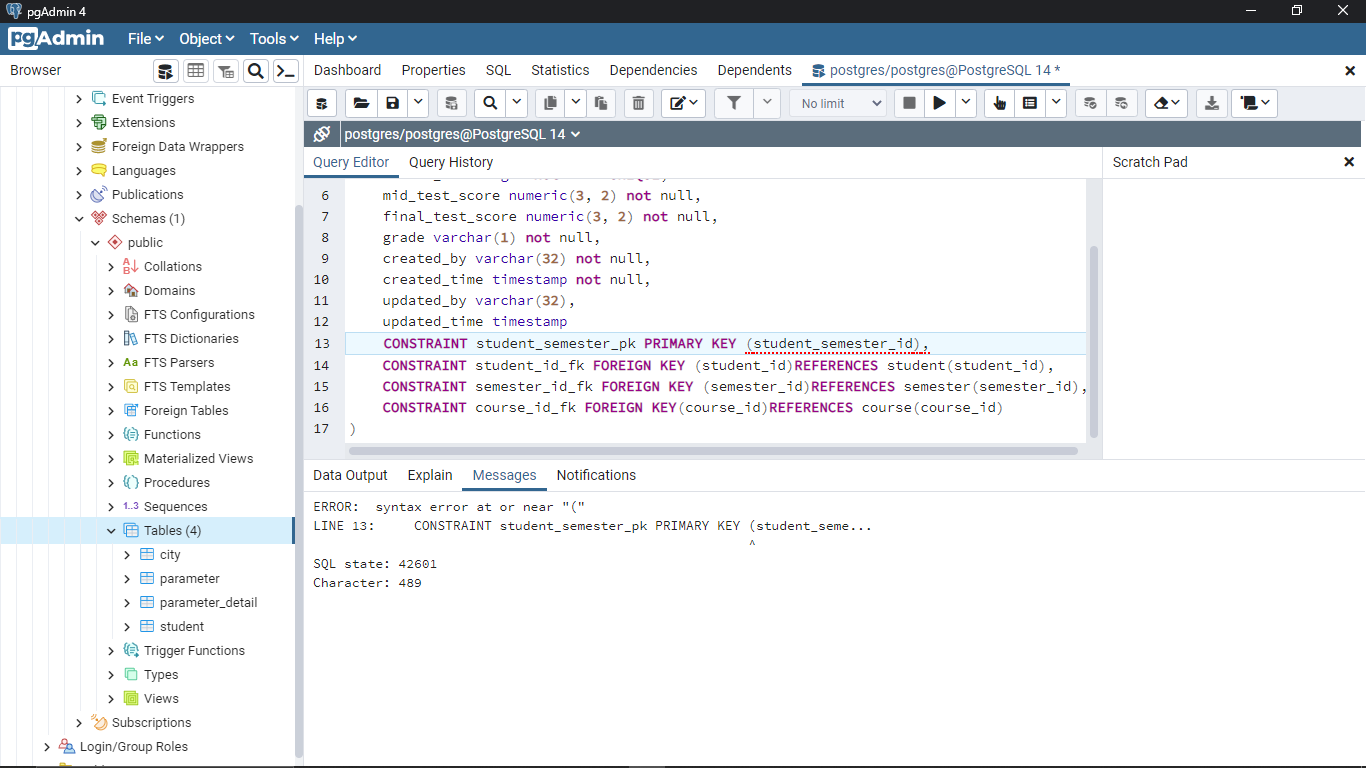 pgAdmin 4
pgAdmin File Object Tools Help
Browser
Dashboard Properties SQL Statistics Dependencies Dependents postgres/postgres@PostgreSQL 14 *
No limit
postgres/postgres@PostgreSQL 14
Query Editor Query History
Scratch Pad
Event Triggers
Extensions
Foreign Data Wrappers
Languages
Publications
Schemas (1)
public
Collations
Domains
FTS Configurations
FTS Dictionaries
Aa FTS Parsers
FTS Templates
Foreign Tables
Functions
Materialized Views
Procedures
1..3 Sequences
Tables (4)
city
parameter
parameter_detail
student
Trigger Functions
Types
Views
Subscriptions
Login/Group Roles
6 mid_test_score numeric(3, 2) not null,
7 final_test_score numeric(3, 2) not null,
8 grade varchar(1) not null,
9 created_by varchar(32) not null,
10 created_time timestamp not null,
11 updated_by varchar(32),
12 updated_time timestamp
13 CONSTRAINT student_semester_pk PRIMARY KEY (student_semester_id),
14 CONSTRAINT student_id_fk FOREIGN KEY (student_id)REFERENCES student(student_id),
15 CONSTRAINT semester_id_fk FOREIGN KEY (semester_id)REFERENCES semester(semester_id),
16 CONSTRAINT course_id_fk FOREIGN KEY(course_id)REFERENCES course(course_id)
17 )
Data Output Explain Messages Notifications
ERROR: syntax error at or near "("
LINE 13: CONSTRAINT student_semester_pk PRIMARY KEY (student_seme...
^
SQL state: 42601
Character: 489